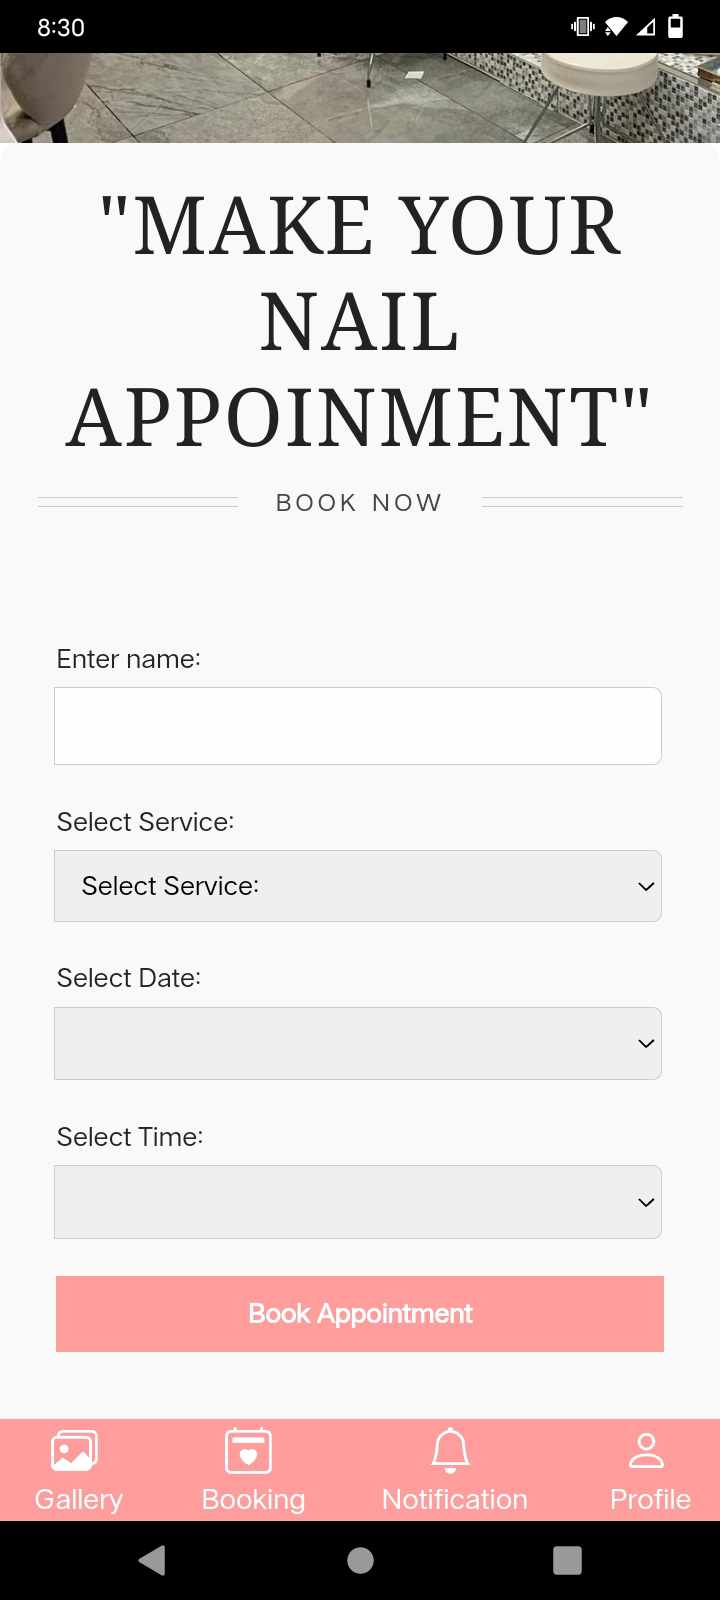 8:30
"MAKE YOUR
NAIL
APPOINMENT"
BOOK NOW
Enter name:
Select Service:
Select Service:
Select Date:
Select Time:
Book Appointment
Gallery Booking Notification Profile